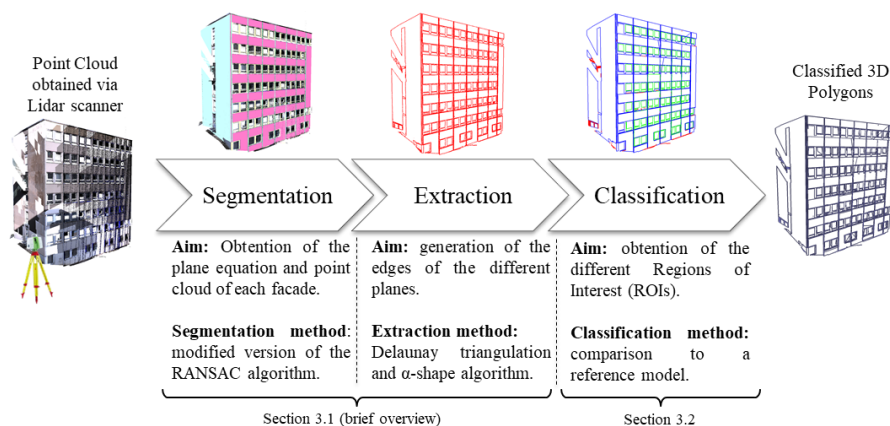 Point Cloud
obtained via
Lidar scanner
Segmentation
Extraction
Classification
Classified 3D
Polygons
Aim: Obtention of the
plane equation and point
cloud of each facade.
Segmentation method:
modified version of the
RANSAC algorithm.
Aim: generation of the
edges of the different
planes.
Extraction method:
Delaunay triangulation
and α-shape algorithm.
Aim: obtention of the
different Regions of
Interest (ROIs).
Classification method:
comparison to a
reference model.
Section 3.1 (brief overview)
Section 3.2